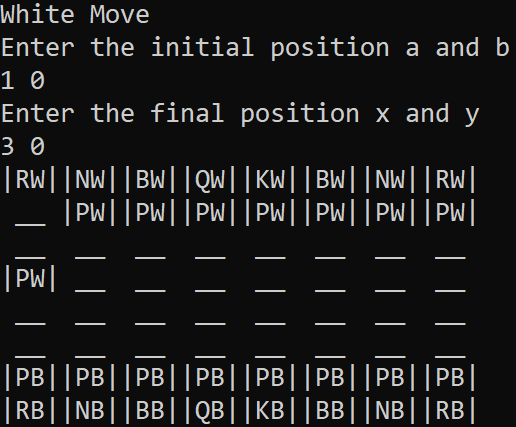 White Move
Enter the initial position a and b
1 0
Enter the final position x and y
3 0
|RW||NW||BW||QW||KW||BW||NW||RW|
 __ |PW||PW||PW||PW||PW||PW||PW|
 __  __  __  __  __  __  __  __
|PW| __  __  __  __  __  __  __
 __  __  __  __  __  __  __  __
 __  __  __  __  __  __  __  __
|PB||PB||PB||PB||PB||PB||PB||PB|
|RB||NB||BB||QB||KB||BB||NB||RB|